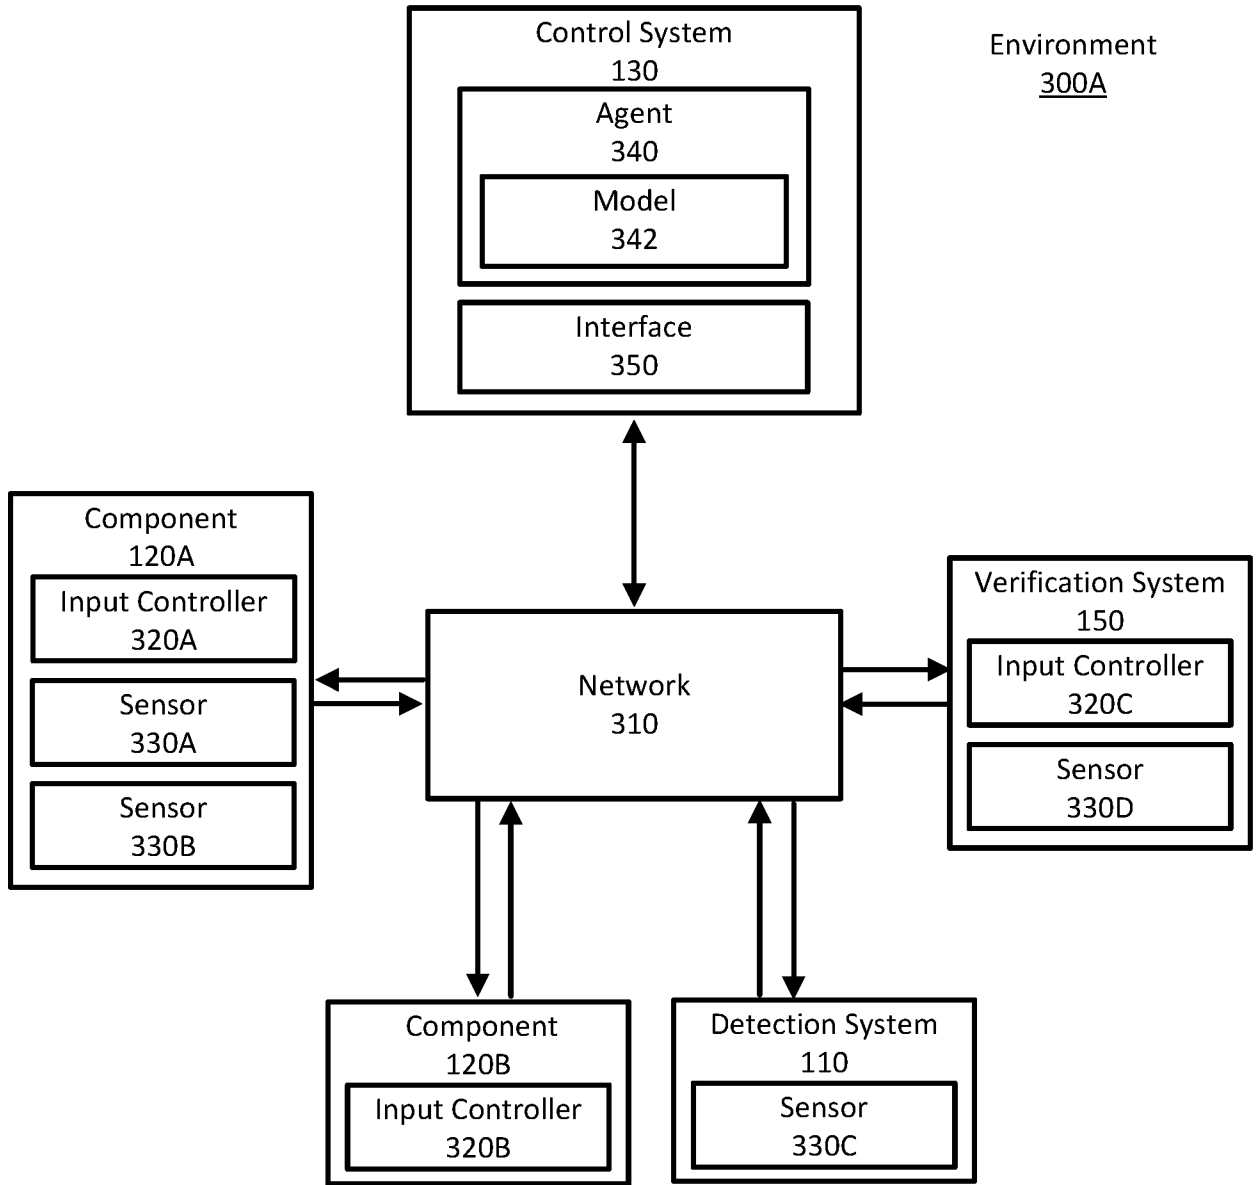 Control System
130
Environment
300A
Agent
340
Model
342
Interface
350
Component
120A
Input Controller
320A
Sensor
330A
Sensor
330B
Network
310
Verification System
150
Input Controller
320C
Sensor
330D
Component
120B
Input Controller
320B
Detection System
110
Sensor
330C